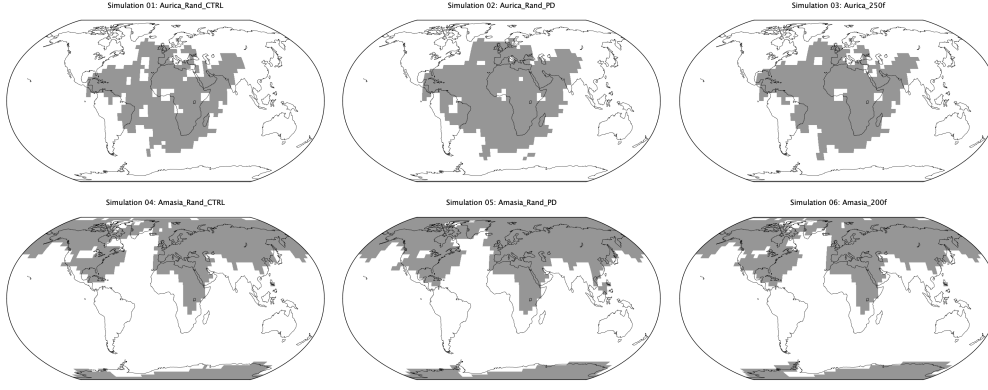 Simulation 01: Aurica_Rand_CTRL
Simulation 02: Aurica_Rand_PD
Simulation 03: Aurica_250f
Simulation 04: Amasia_Rand_CTRL
Simulation 05: Amasia_Rand_PD
Simulation 06: Amasia_200f